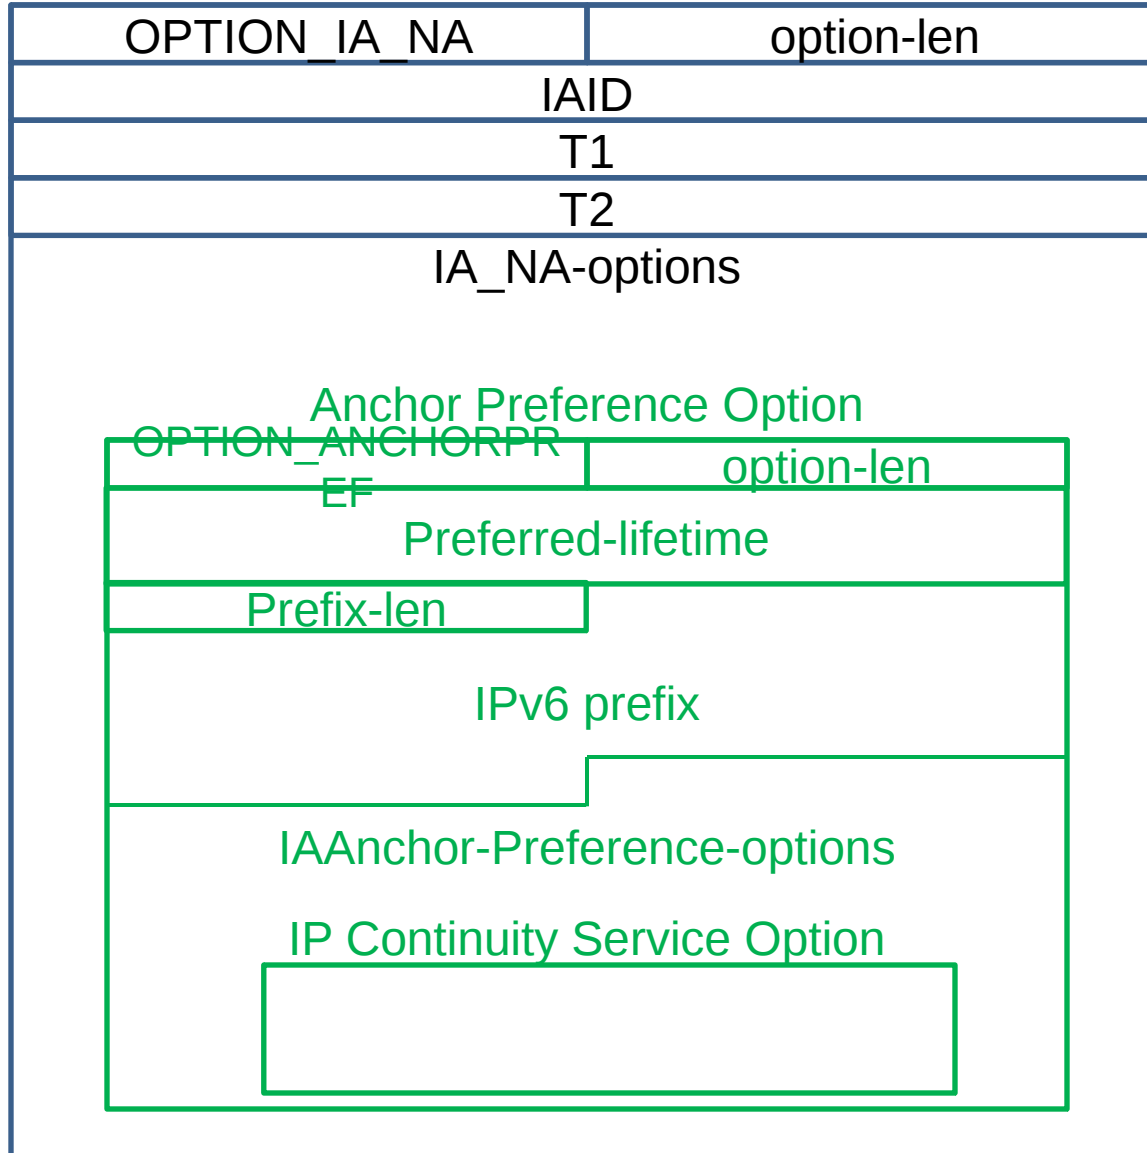 OPTION_IA_NA option-len
IAID
T1
T2
IA_NA-options
Anchor Preference Option
OPTION_ANCHORPR
EF
option-len
Preferred-lifetime
Prefix-len
IPv6 prefix
IAAnchor-Preference-options
IP Continuity Service Option